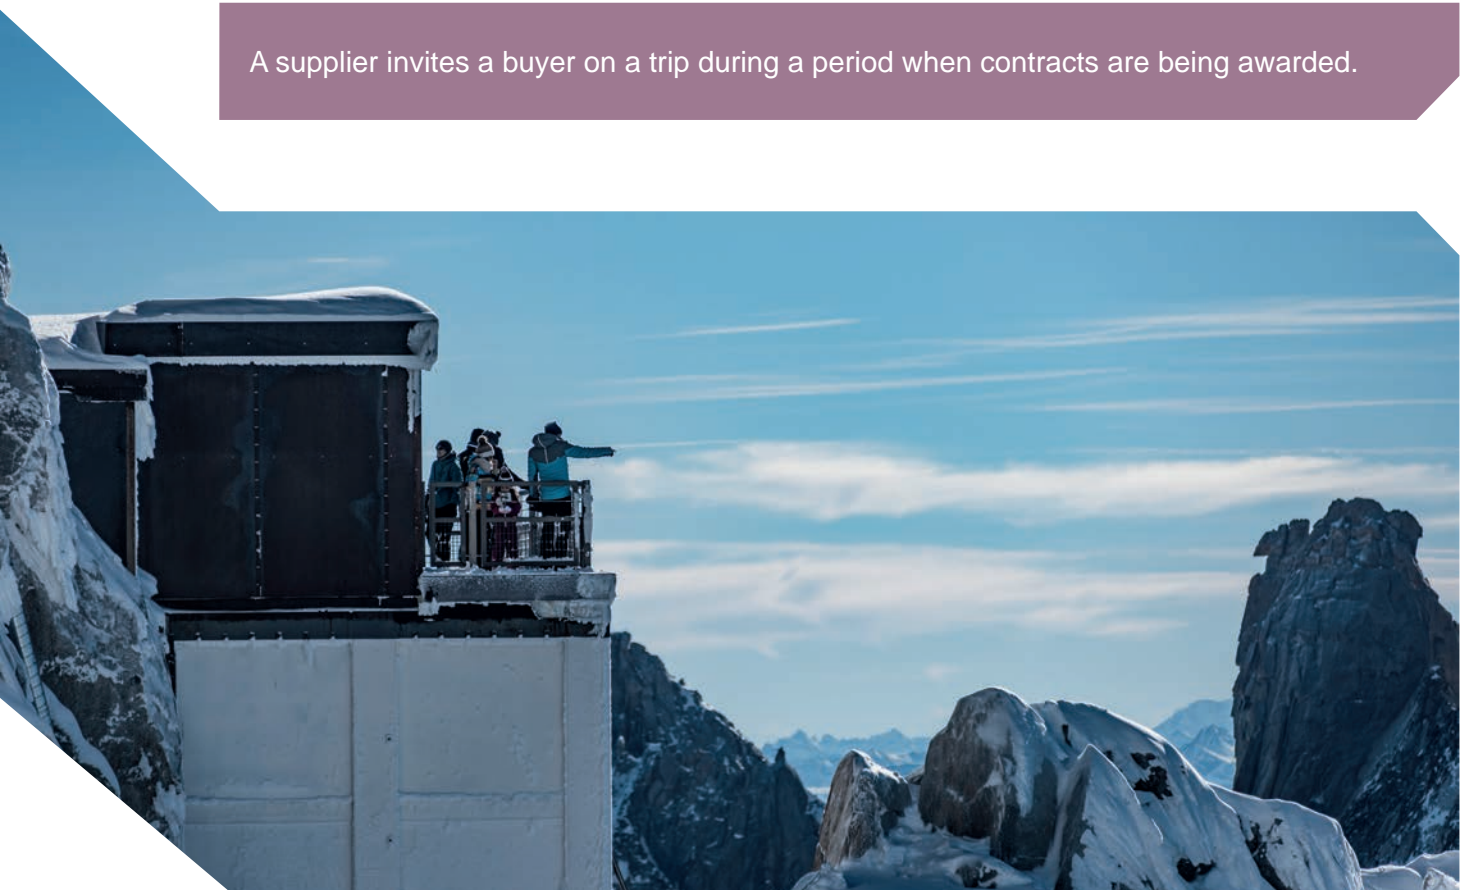 A supplier invites a buyer on a trip during a period when contracts are being awarded.